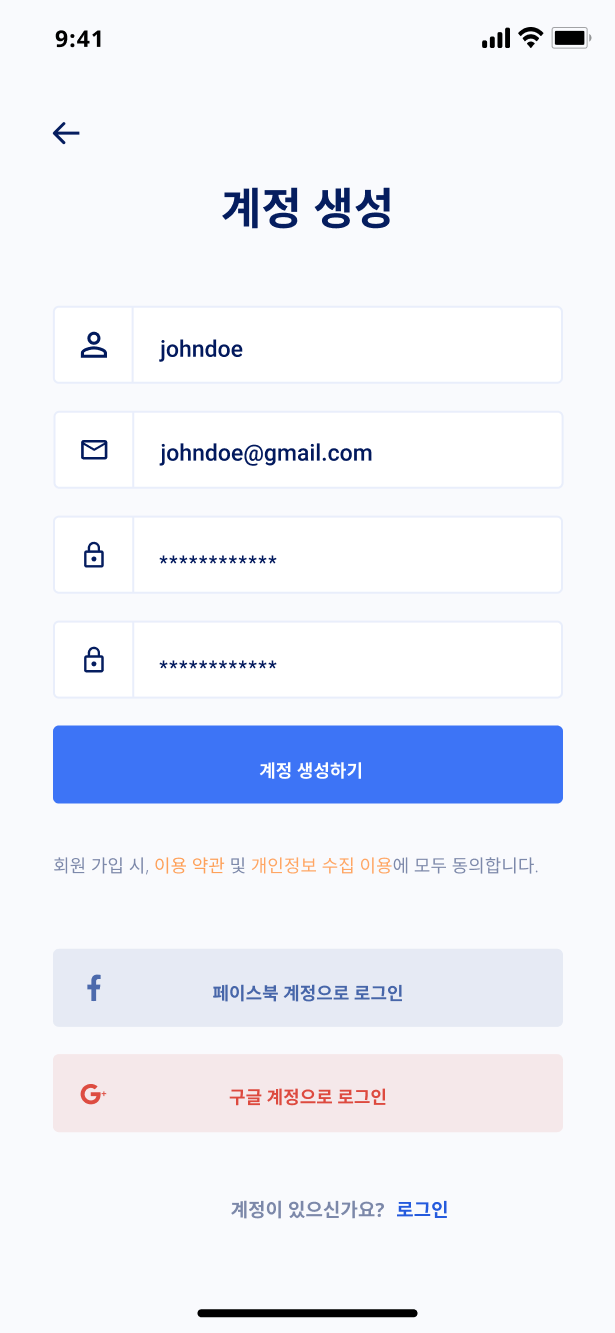 9:41
계정 생성
johndoe
johndoe@gmail.com
************
************
계정 생성하기
회원 가입 시, 이용 약관 및 개인정보 수집 이용에 모두 동의합니다.
페이스북 계정으로 로그인
G+ 구글 계정으로 로그인
계정이 있으신가요? 로그인